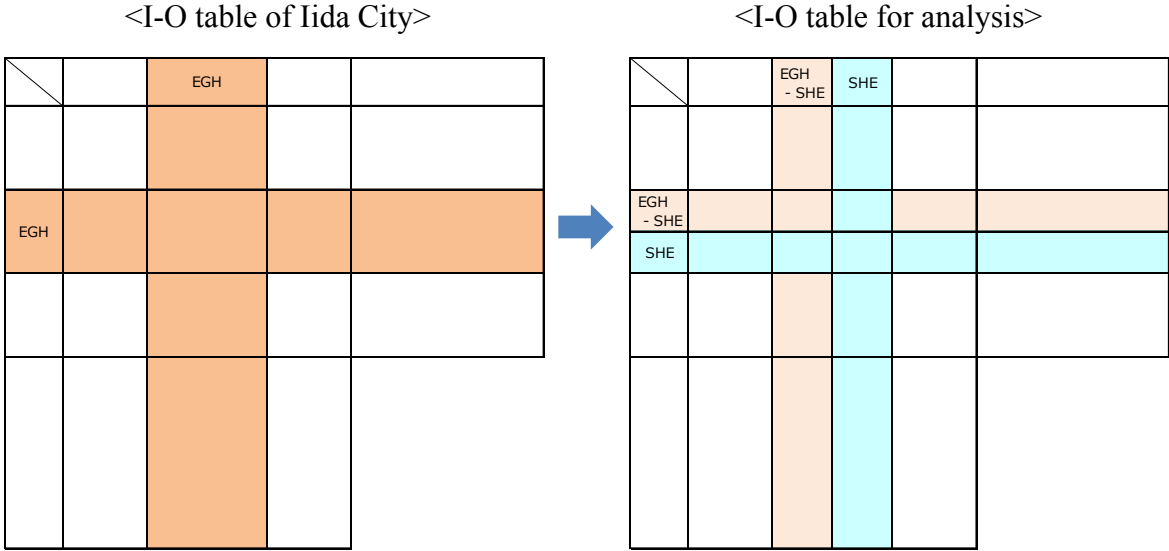 <I-O table of Iida City>
<I-O table for analysis>
EGH
EGH
EGH
- SHE
SHE
EGH
- SHE
SHE